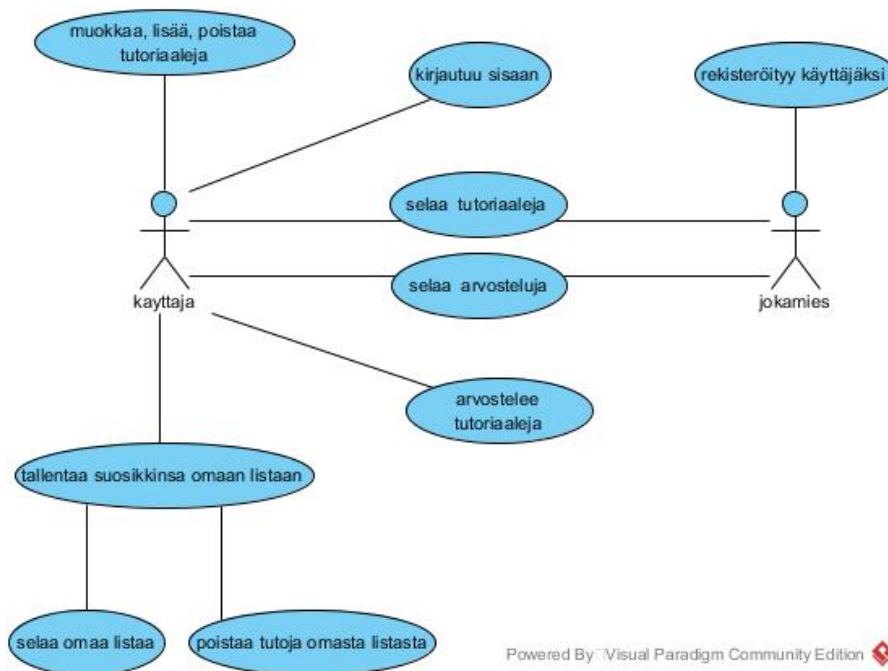 muokkaa, lisää, poistaa
tutoriaaleja
kirjautuu sisaan
rekisteröityy käyttäjäksi
selaa tutoriaaleja
selaa arvosteluja
kayttaja
jokamies
arvostelee
tutoriaaleja
tallentaa suosikkinsa omaan listaan
selaa omaa listaa
poistaa tutoja omasta listasta
Powered By Visual Paradigm Community Edition